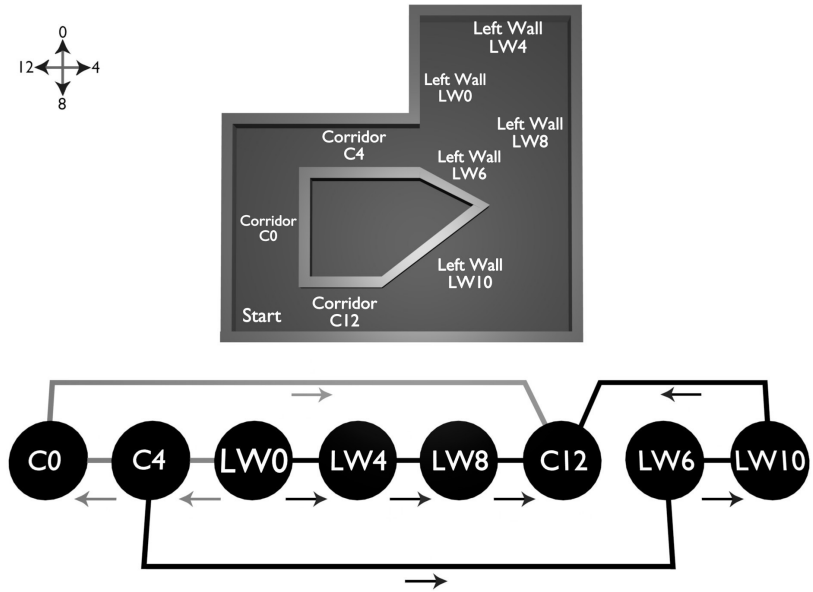 0
12
4
8
Left Wall
LW4
Left Wall
LW0
Left Wall
LW8
Corridor
C4
Left Wall
LW6
Corridor
C0
Left Wall
LW10
Corridor
C12
Start
C0
C4
LW0
LW4
LW8
C12
LW6
LW10